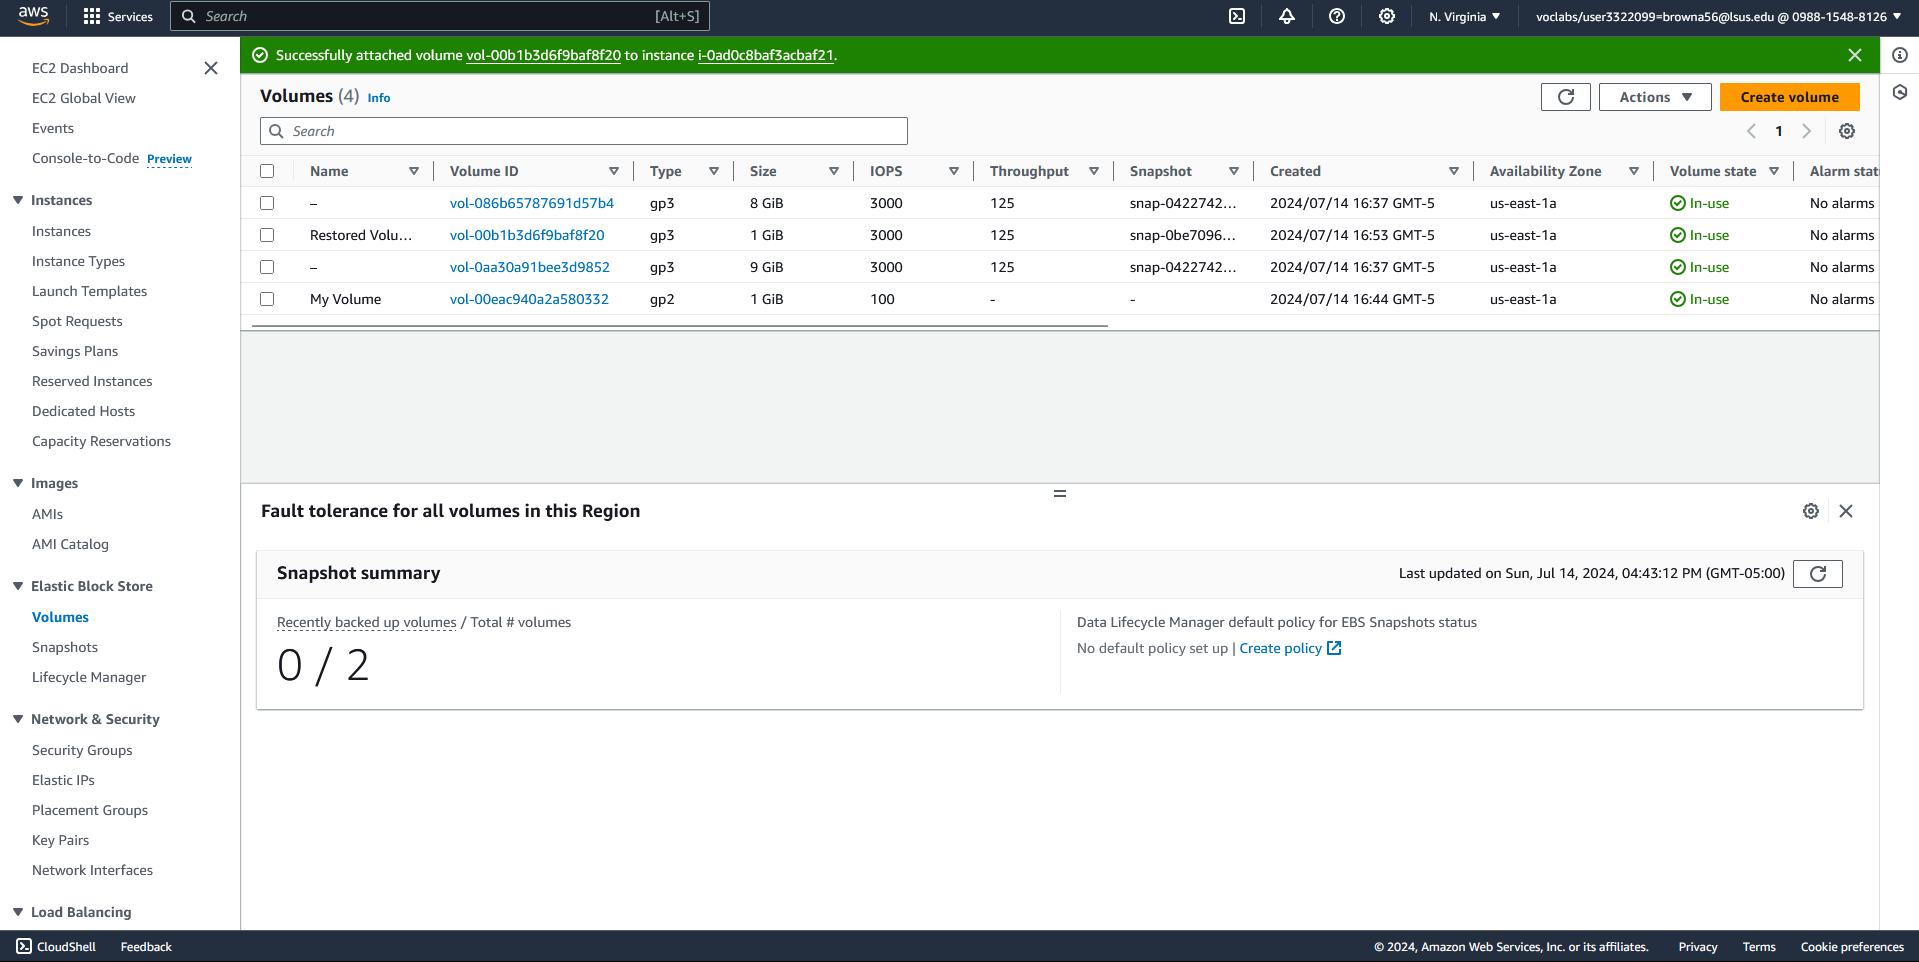 aws Services Search [Alt+S] N. Virginia voclabs/user3322099=browna56@lsus.edu @ 0988-1548-8126
EC2 Dashboard
EC2 Global View
Events
Console-to-Code Preview
Instances
Instances
Instance Types
Launch Templates
Spot Requests
Savings Plans
Reserved Instances
Dedicated Hosts
Capacity Reservations
Images
AMIs
AMI Catalog
Elastic Block Store
Volumes
Snapshots
Lifecycle Manager
Network & Security
Security Groups
Elastic IPs
Placement Groups
Key Pairs
Network Interfaces
Load Balancing
Successfully attached volume vol-00b1b3d6f9baf8f20 to instance i-0ad0c8baf3acbaf21.
Volumes (4) Info
Actions Create volume
Search
1
Name Volume ID Type Size IOPS Throughput Snapshot Created Availability Zone Volume state Alarm stat
– vol-086b65787691d57b4 gp3 8 GiB 3000 125 snap-0422742... 2024/07/14 16:37 GMT-5 us-east-1a In-use No alarms
Restored Volu... vol-00b1b3d6f9baf8f20 gp3 1 GiB 3000 125 snap-0be7096... 2024/07/14 16:53 GMT-5 us-east-1a In-use No alarms
– vol-0aa30a91bee3d9852 gp3 9 GiB 3000 125 snap-0422742... 2024/07/14 16:37 GMT-5 us-east-1a In-use No alarms
My Volume vol-00eac940a2a580332 gp2 1 GiB 100 - - 2024/07/14 16:44 GMT-5 us-east-1a In-use No alarms
Fault tolerance for all volumes in this Region
Snapshot summary
Last updated on Sun, Jul 14, 2024, 04:43:12 PM (GMT-05:00)
Recently backed up volumes / Total # volumes
0 / 2
Data Lifecycle Manager default policy for EBS Snapshots status
No default policy set up | Create policy
CloudShell Feedback © 2024, Amazon Web Services, Inc. or its affiliates. Privacy Terms Cookie preferences